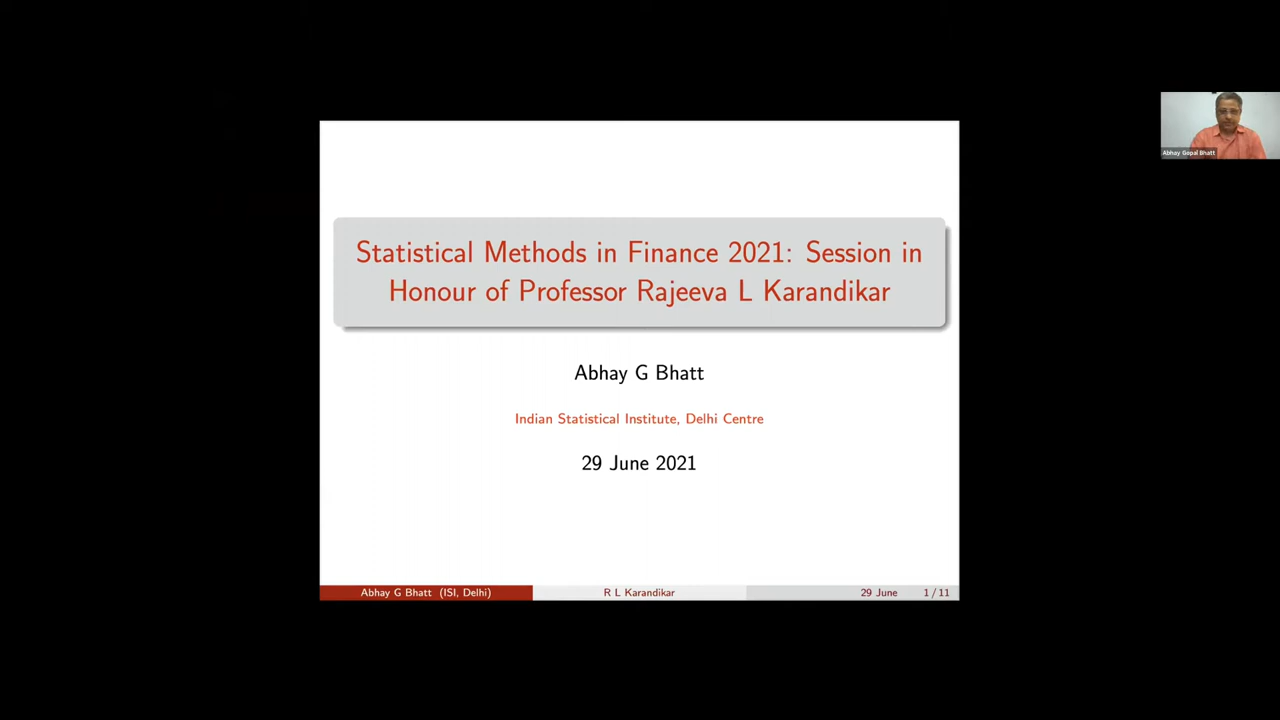 Statistical Methods in Finance 2021: Session in
Honour of Professor Rajeeva L Karandikar
Abhay G Bhatt
Indian Statistical Institute, Delhi Centre
29 June 2021
Abhay G Bhatt (ISI, Delhi)
R L Karandikar
29 June
1 / 11
Abhay Gopal Bhatt